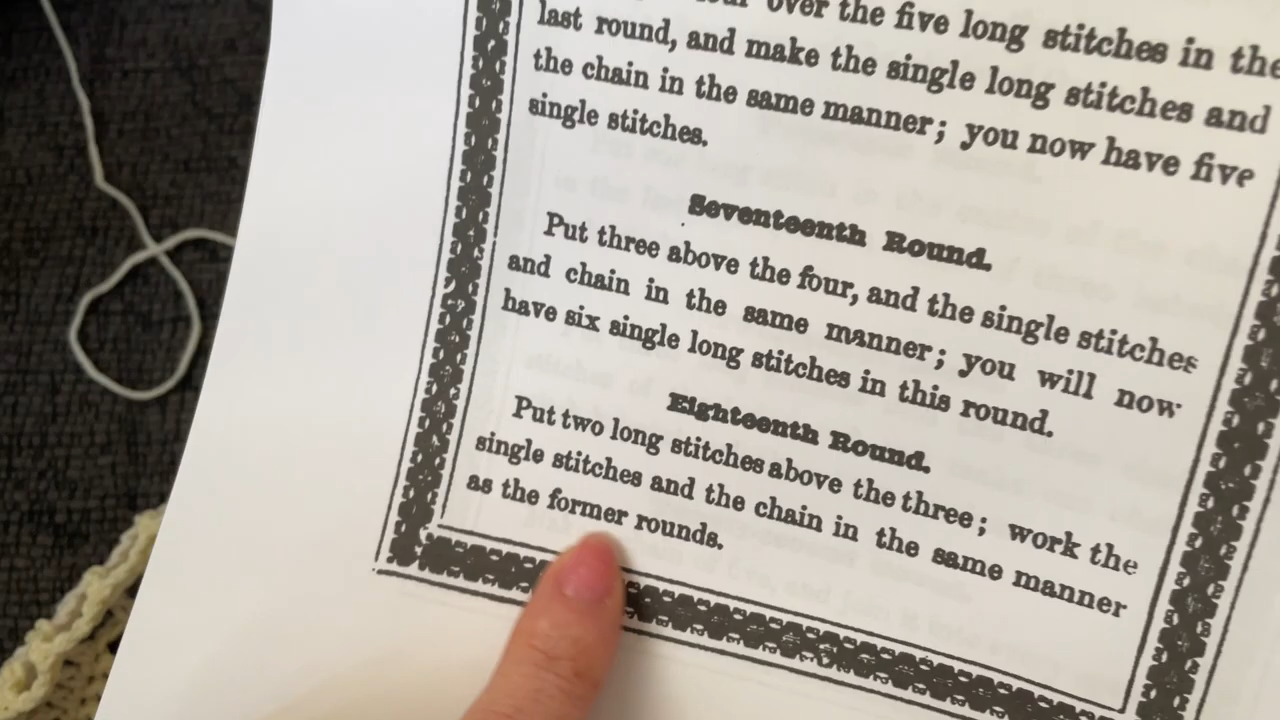 over the five long stitches in the
last round, and make the single long stitches and
the chain in the same manner; you now have five
single stitches.
Seventeenth Round.
Put three above the four, and the single stitches
and chain in the same manner; you will now
have six single long stitches in this round.
Eighteenth Round.
Put two long stitches above the three; work the
single stitches and the chain in the same manner
as the former rounds.